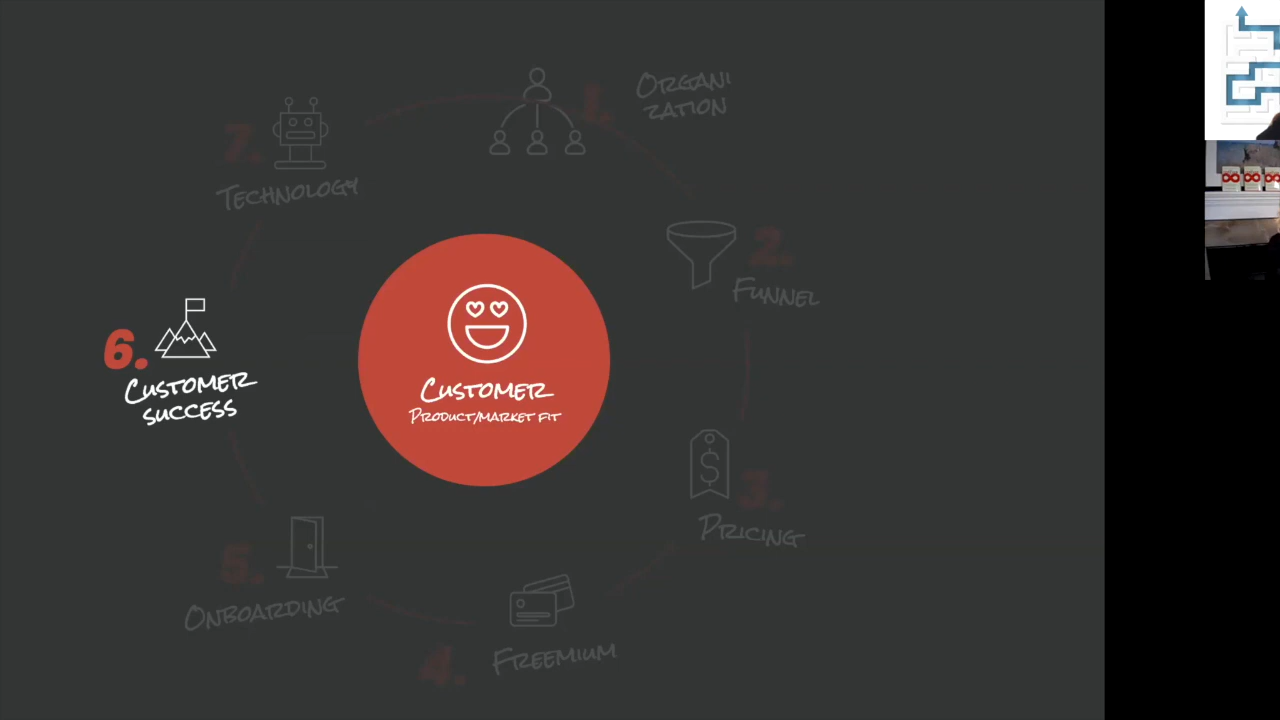 1.
ORGANI
ZATION
7.
TECHNOLOGY
2.
FUNNEL
6.
CUSTOMER
SUCCESS
CUSTOMER
PRODUCT/MARKET FIT
3.
PRICING
5.
ONBOARDING
4.
FREEMIUM